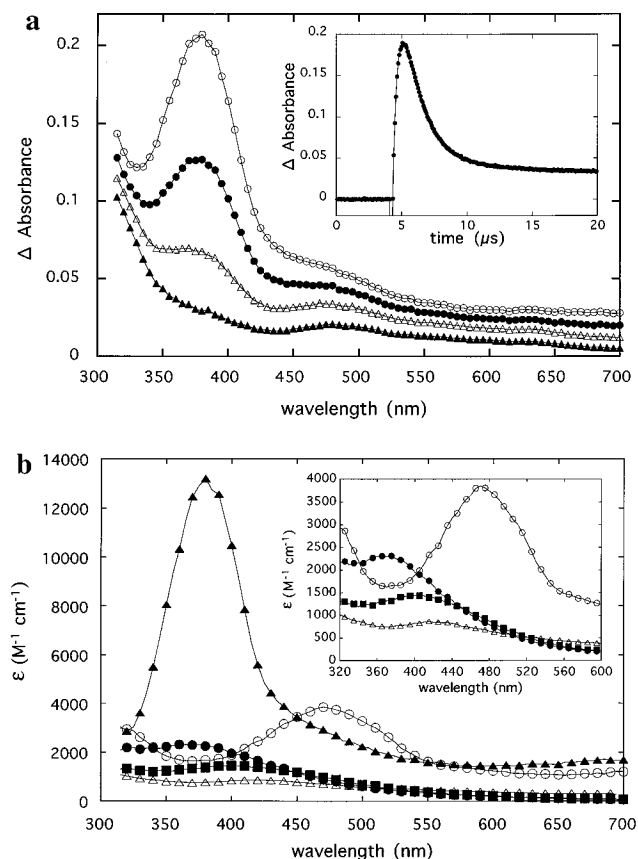 a
0.2
0.15
0.1
0.05
0
Δ Absorbance
300 350 400 450 500 550 600 650 700
wavelength (nm)
0.2
0.15
0.1
0.05
0
Δ Absorbance
0 5 10 15 20
time (µs)
b
14000
12000
10000
8000
6000
4000
2000
0
ε (M⁻¹ cm⁻¹)
300 350 400 450 500 550 600 650 700
wavelength (nm)
4000
3500
3000
2500
2000
1500
1000
500
0
ε (M⁻¹ cm⁻¹)
320 360 400 440 480 520 560 600
wavelength (nm)